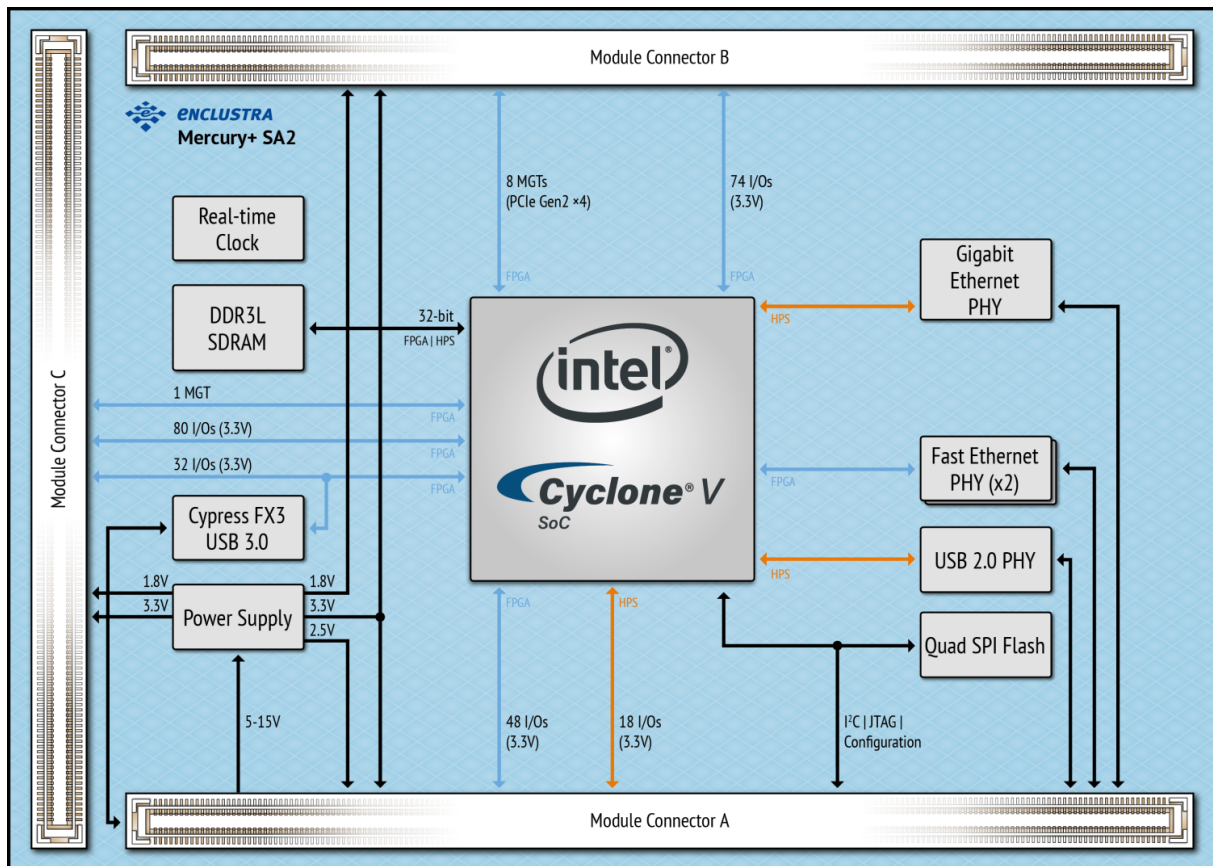 Module Connector B
ENCLUSTRA
Mercury+ SA2
8 MGTs
(PCIe Gen2 ×4)
74 I/Os
(3.3V)
Real-time
Clock
Gigabit
Ethernet
PHY
FPGA
FPGA
DDR3L
SDRAM
32-bit
FPGA | HPS
HPS
intel®
Module Connector C
1 MGT
FPGA
80 I/Os (3.3V)
FPGA
32 I/Os (3.3V)
FPGA
Fast Ethernet
PHY (x2)
FPGA
Cyclone® V
SoC
Cypress FX3
USB 3.0
USB 2.0 PHY
HPS
1.8V
1.8V
3.3V
Power Supply
3.3V
2.5V
FPGA
HPS
Quad SPI Flash
5-15V
48 I/Os
(3.3V)
18 I/Os
(3.3V)
I²C | JTAG |
Configuration
Module Connector A